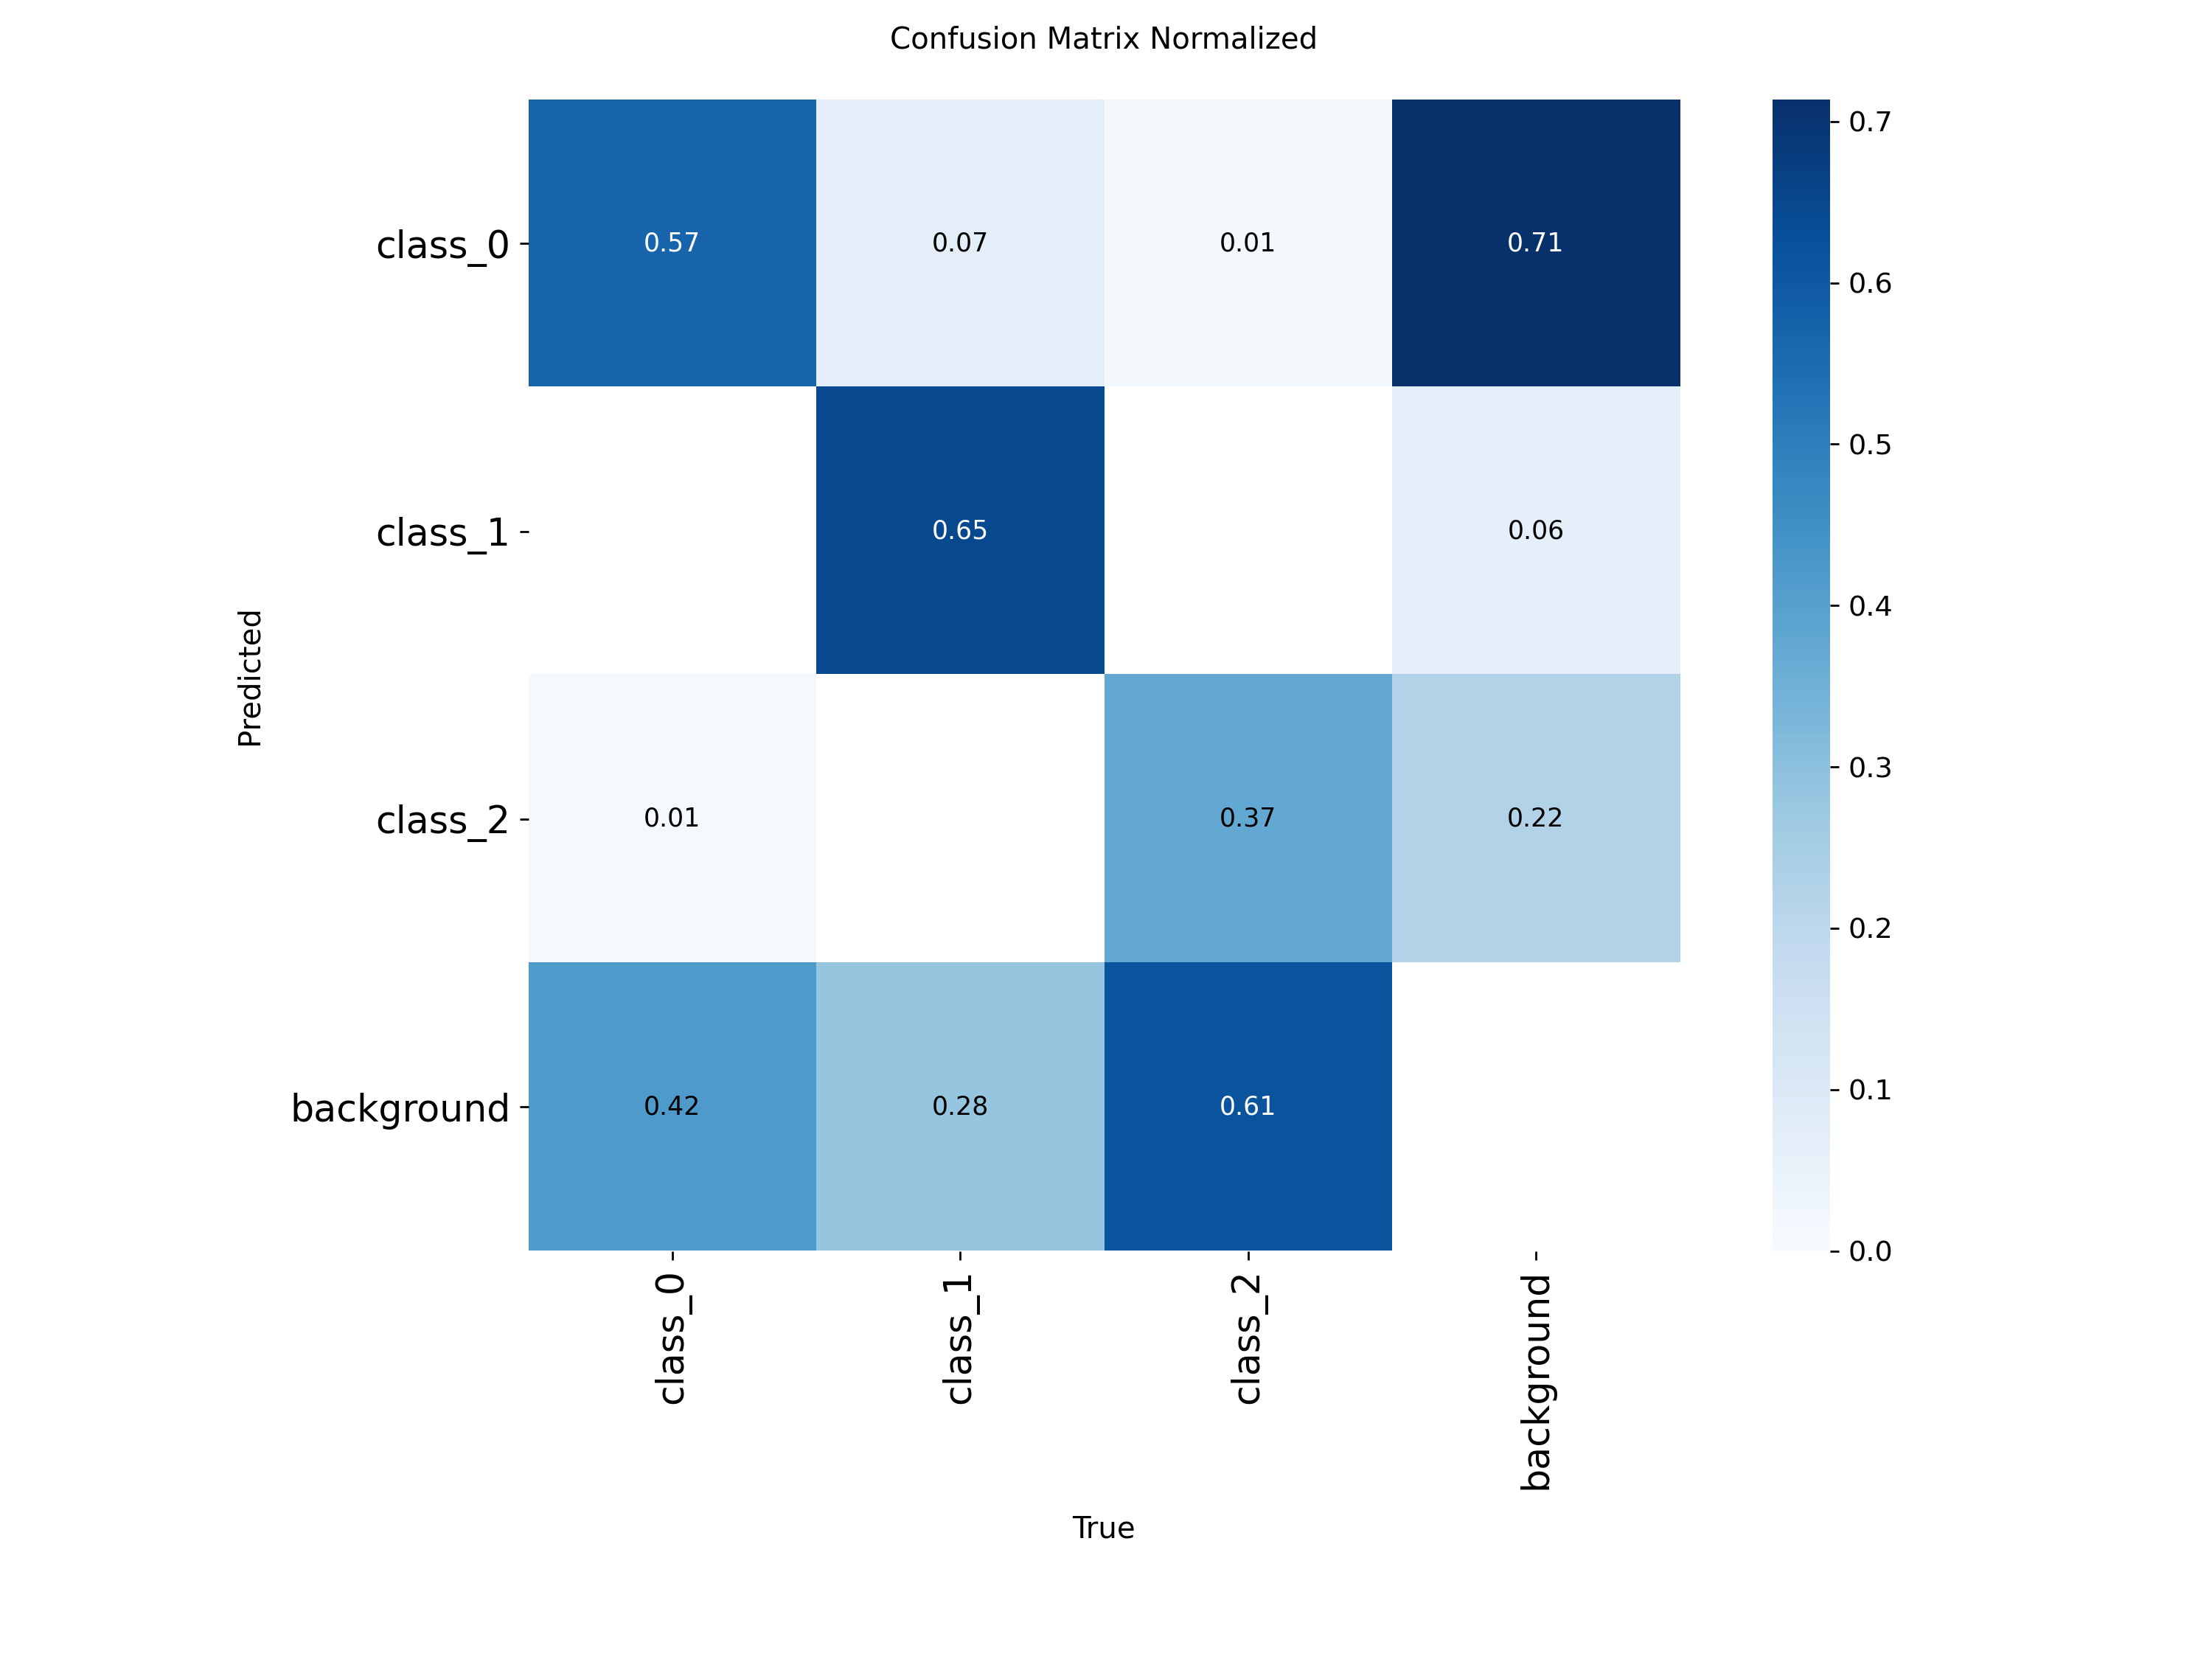 Confusion Matrix Normalized
class_0 0.57 0.07 0.01 0.71
class_1 0.65 0.06
class_2 0.01 0.37 0.22
background 0.42 0.28 0.61
class_0 class_1 class_2 background
Predicted
True
0.7
0.6
0.5
0.4
0.3
0.2
0.1
0.0